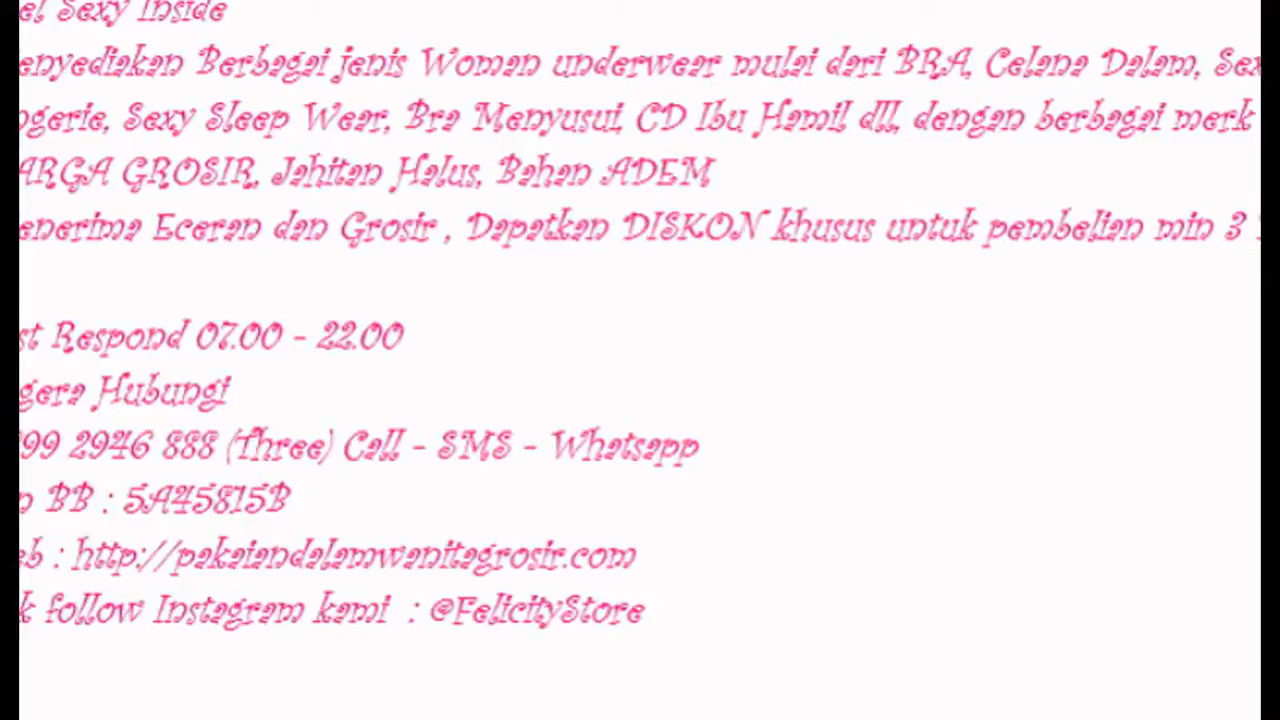 el Sexy Inside
enyediakan Berbagai jenis Woman underwear mulai dari BRA, Celana Dalam, Sex
ngerie, Sexy Sleep Wear, Bra Menyusui, CD Ibu Hamil dll, dengan berbagai merk
ARGA GROSIR, Jahitan Halus, Bahan ADEM
enerima Eceran dan Grosir , Dapatkan DISKON khusus untuk pembelian min 3
st Respond 07.00 - 22.00
gera Hubungi
99 2946 888 (Three) Call - SMS - Whatsapp
n BB : 5A45815B
eb : http://pakaiandalamwanitagrosir.com
k follow Instagram kami : @FelicityStore